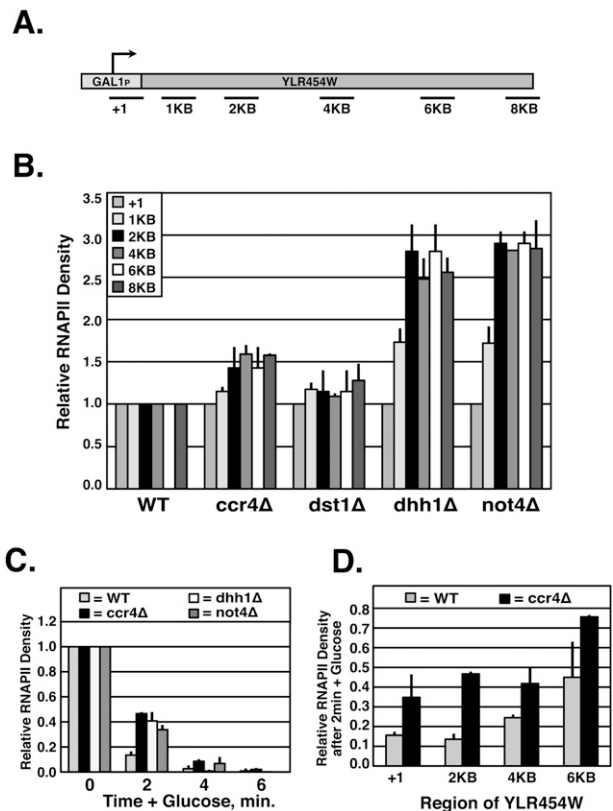 A.
GAL1P YLR454W
+1 1KB 2KB 4KB 6KB 8KB
B.
Relative RNAPII Density
3.5
3.0
2.5
2.0
1.5
1.0
0.5
0.0
+1
1KB
2KB
4KB
6KB
8KB
WT ccr4Δ dst1Δ dhh1Δ not4Δ
C.
= WT = dhh1Δ
= ccr4Δ = not4Δ
Relative RNAPII Density
1.2
1.0
0.8
0.6
0.4
0.2
0.0
0 2 4 6
Time + Glucose, min.
D.
= WT = ccr4Δ
Relative RNAPII Density
after 2min + Glucose
0.8
0.7
0.6
0.5
0.4
0.3
0.2
0.1
0.0
+1 2KB 4KB 6KB
Region of YLR454W